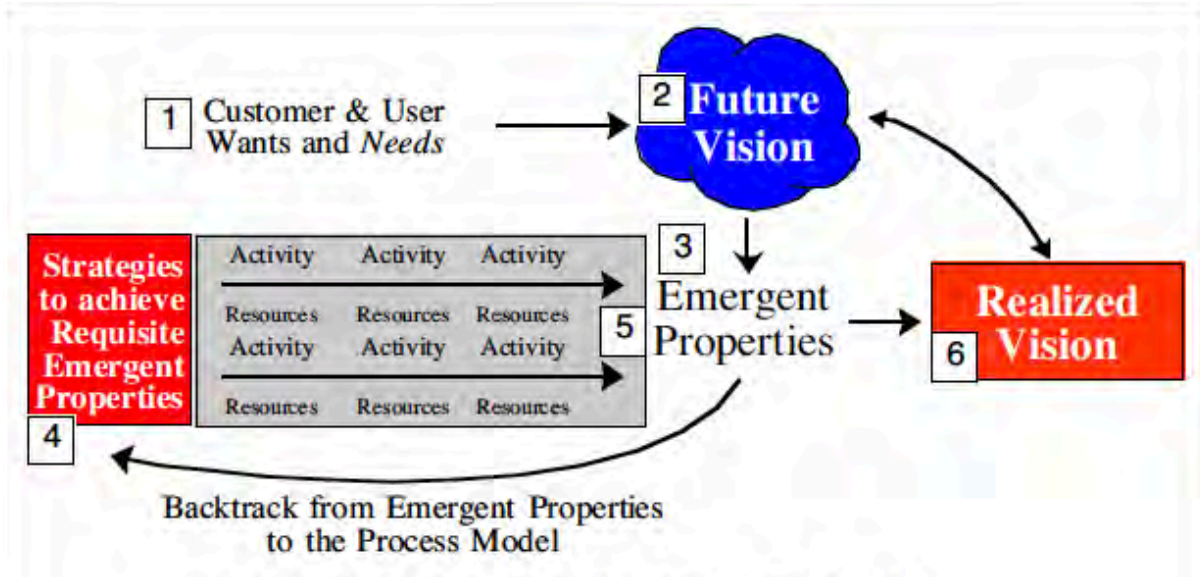 1
Customer & User
Wants and Needs
2
Future
Vision
3
Emergent
Properties
Strategies
to achieve
Requisite
Emergent
Properties
4
Activity Activity Activity
Resources Resources Resources
Activity Activity Activity
Resources Resources Resources
5
Realized
Vision
6
Backtrack from Emergent Properties
to the Process Model